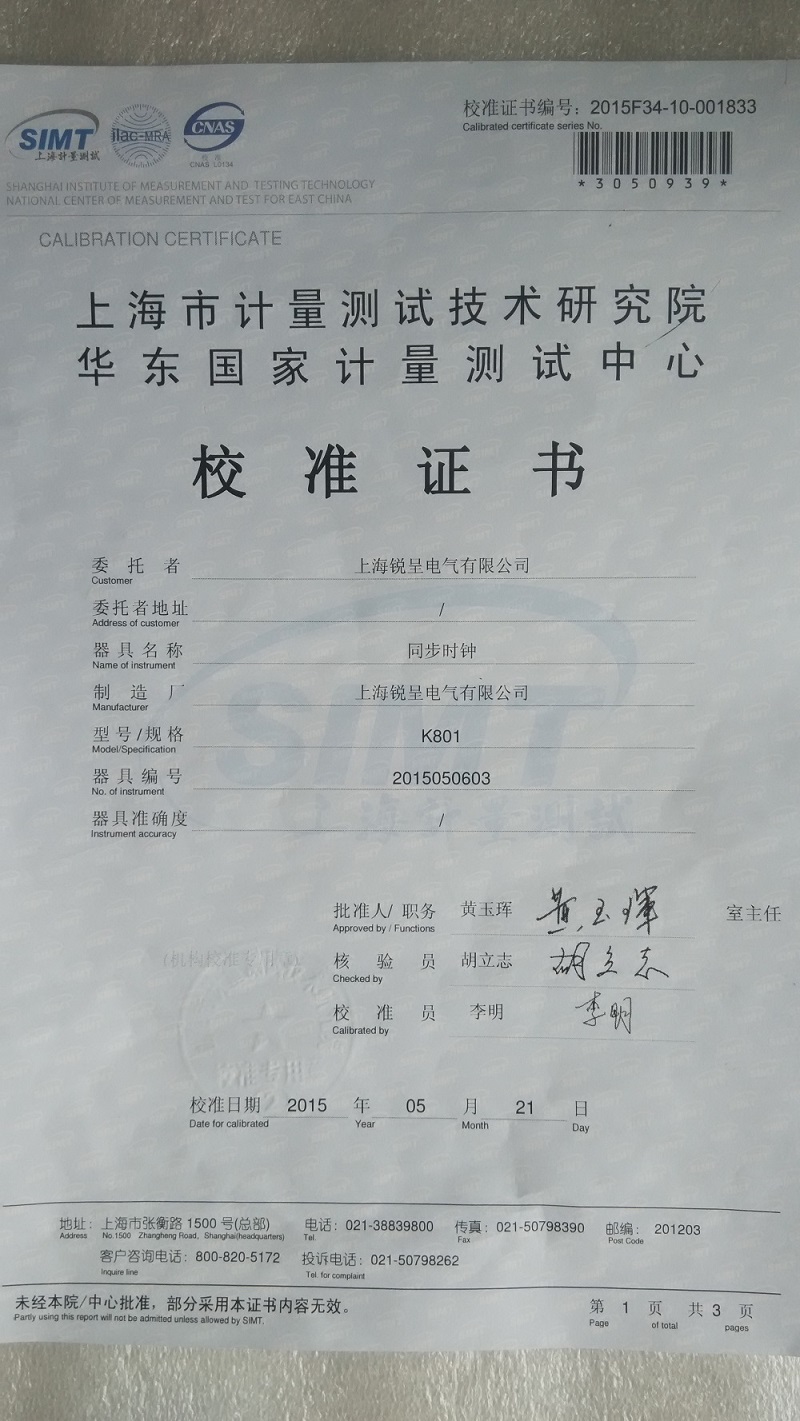 SIMT
上海计量测试
ilac-MRA
CNAS
校准
CNAS L0134
校准证书编号：2015F34-10-001833
Calibrated certificate series No.
*3050939*
SHANGHAI INSTITUTE OF MEASUREMENT AND TESTING TECHNOLOGY
NATIONAL CENTER OF MEASUREMENT AND TEST FOR EAST CHINA
CALIBRATION CERTIFICATE
上海市计量测试技术研究院
华东国家计量测试中心
校准证书
委托者 上海锐呈电气有限公司
Customer
委托者地址 /
Address of customer
器具名称 同步时钟
Name of instrument
制造厂 上海锐呈电气有限公司
Manufacturer
型号/规格 K801
Model/Specification
器具编号 2015050603
No. of instrument
器具准确度 /
Instrument accuracy
批准人/职务 黄玉珲 黄玉珲 室主任
Approved by / Functions
核验员 胡立志 胡立志
Checked by
校准员 李明 李明
Calibrated by
校准日期 2015 年 05 月 21 日
Date for calibrated Year Month Day
地址：上海市张衡路 1500 号(总部) 电话：021-38839800 传真：021-50798390 邮编：201203
Address No.1500 Zhangheng Road, Shanghai(headquarters) Tel. Fax Post Code
客户咨询电话：800-820-5172 投诉电话：021-50798262
Inquire line Tel. for complaint
未经本院/中心批准，部分采用本证书内容无效。
Partly using this report will not be admitted unless allowed by SIMT.
第 1 页 共 3 页
Page of total pages